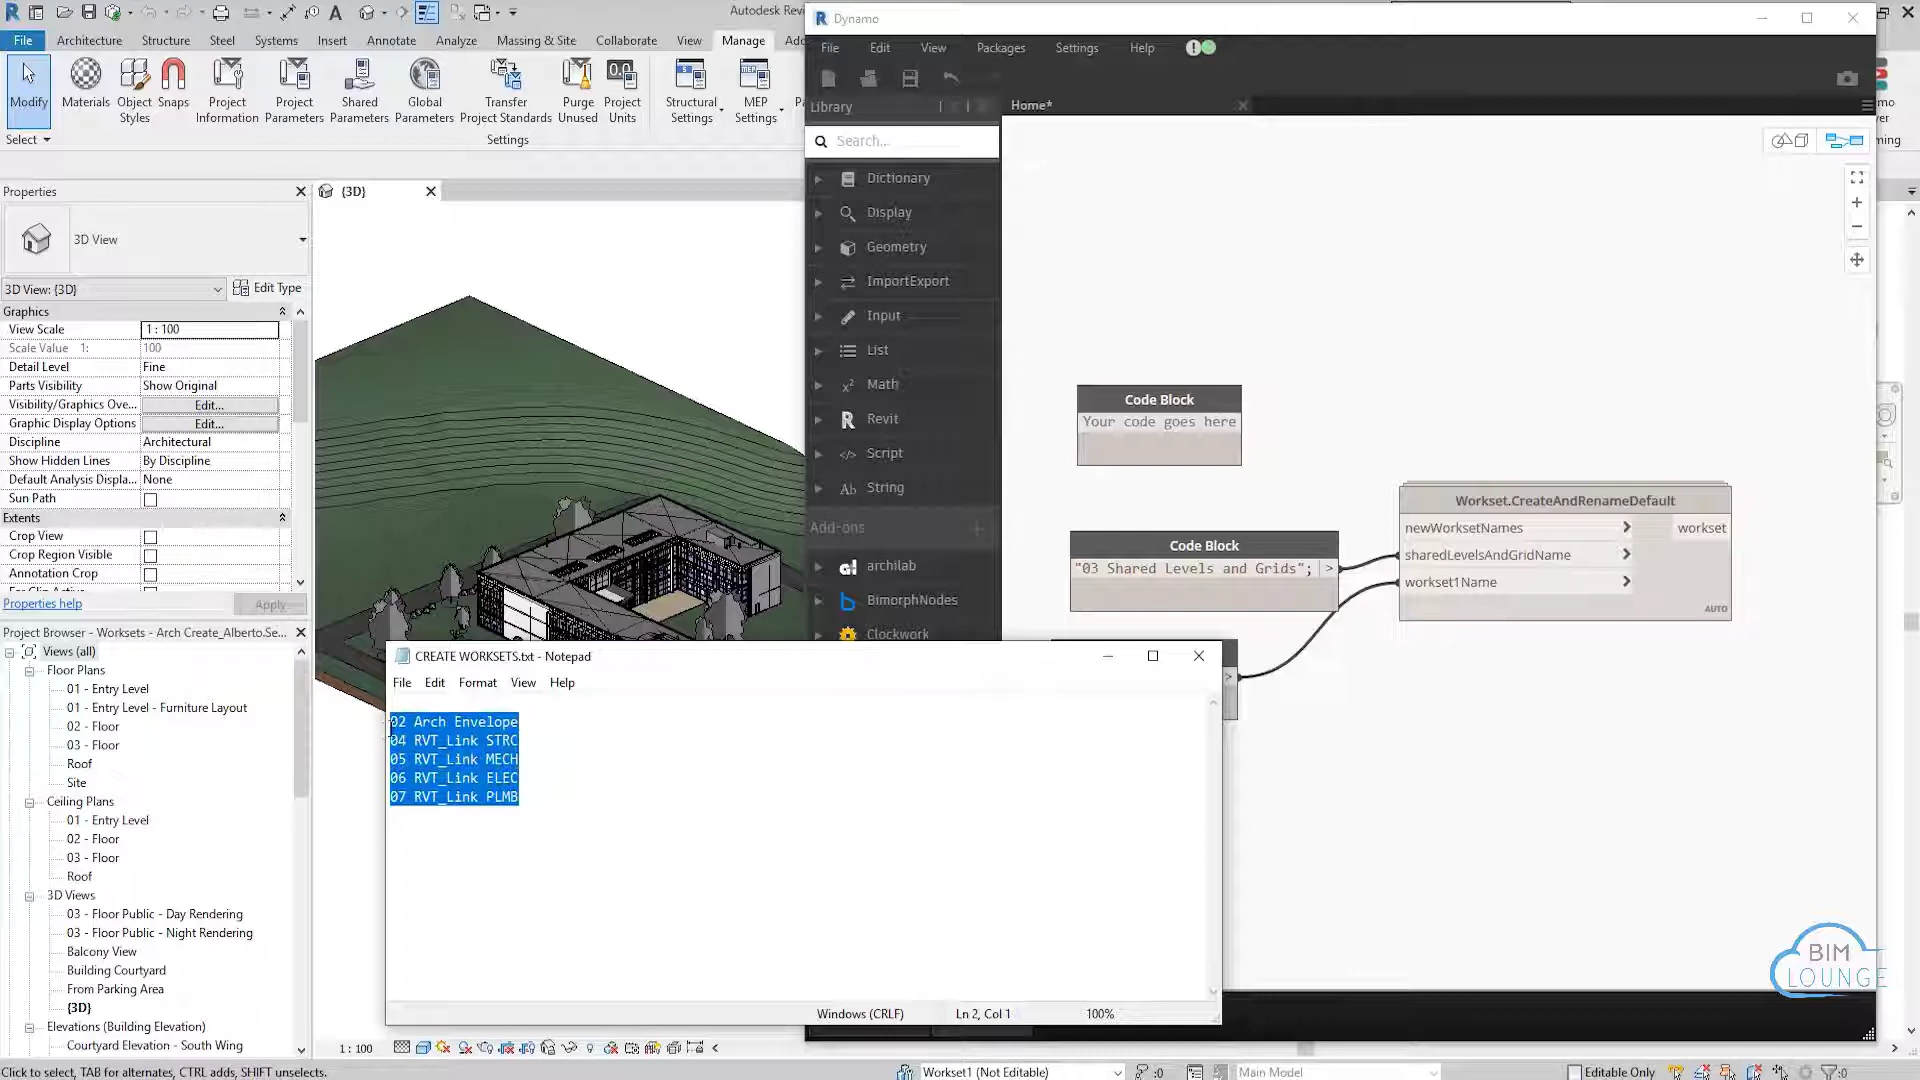 Autodesk Rev
File
Architecture
Structure
Steel
Systems
Insert
Annotate
Analyze
Massing & Site
Collaborate
View
Manage
Modify
Materials
Object
Styles
Snaps
Project
Information
Project
Parameters
Shared
Parameters
Global
Parameters
Transfer
Project Standards
Purge
Unused
Project
Units
Structural
Settings
MEP
Settings
Select
Settings
Properties
3D View
3D View: {3D}
Edit Type
Graphics
View Scale 1 : 100
Scale Value 1: 100
Detail Level Fine
Parts Visibility Show Original
Visibility/Graphics Ove... Edit...
Graphic Display Options Edit...
Discipline Architectural
Show Hidden Lines By Discipline
Default Analysis Displa... None
Sun Path
Extents
Crop View
Crop Region Visible
Annotation Crop
Properties help
Apply
Project Browser - Worksets - Arch Create_Alberto.Se...
Views (all)
Floor Plans
01 - Entry Level
01 - Entry Level - Furniture Layout
02 - Floor
03 - Floor
Roof
Site
Ceiling Plans
01 - Entry Level
02 - Floor
03 - Floor
Roof
3D Views
03 - Floor Public - Day Rendering
03 - Floor Public - Night Rendering
Balcony View
Building Courtyard
From Parking Area
{3D}
Elevations (Building Elevation)
Courtyard Elevation - South Wing
{3D}
Dynamo
File
Edit
View
Packages
Settings
Help
Library
Home*
Search...
Dictionary
Display
Geometry
ImportExport
Input
List
Math
Revit
Script
String
Add-ons
archilab
BimorphNodes
Clockwork
Code Block
Your code goes here
Code Block
"03 Shared Levels and Grids"; >
Workset.CreateAndRenameDefault
newWorksetNames > workset
sharedLevelsAndGridName >
workset1Name >
AUTO
CREATE WORKSETS.txt - Notepad
File
Edit
Format
View
Help
02 Arch Envelope
04 RVT_Link STRC
05 RVT_Link MECH
06 RVT_Link ELEC
07 RVT_Link PLMB
Windows (CRLF)
Ln 2, Col 1
100%
BIM
LOUNGE
1 : 100
Click to select, TAB for alternates, CTRL adds, SHIFT unselects.
Workset1 (Not Editable)
:0
Main Model
Editable Only
:0